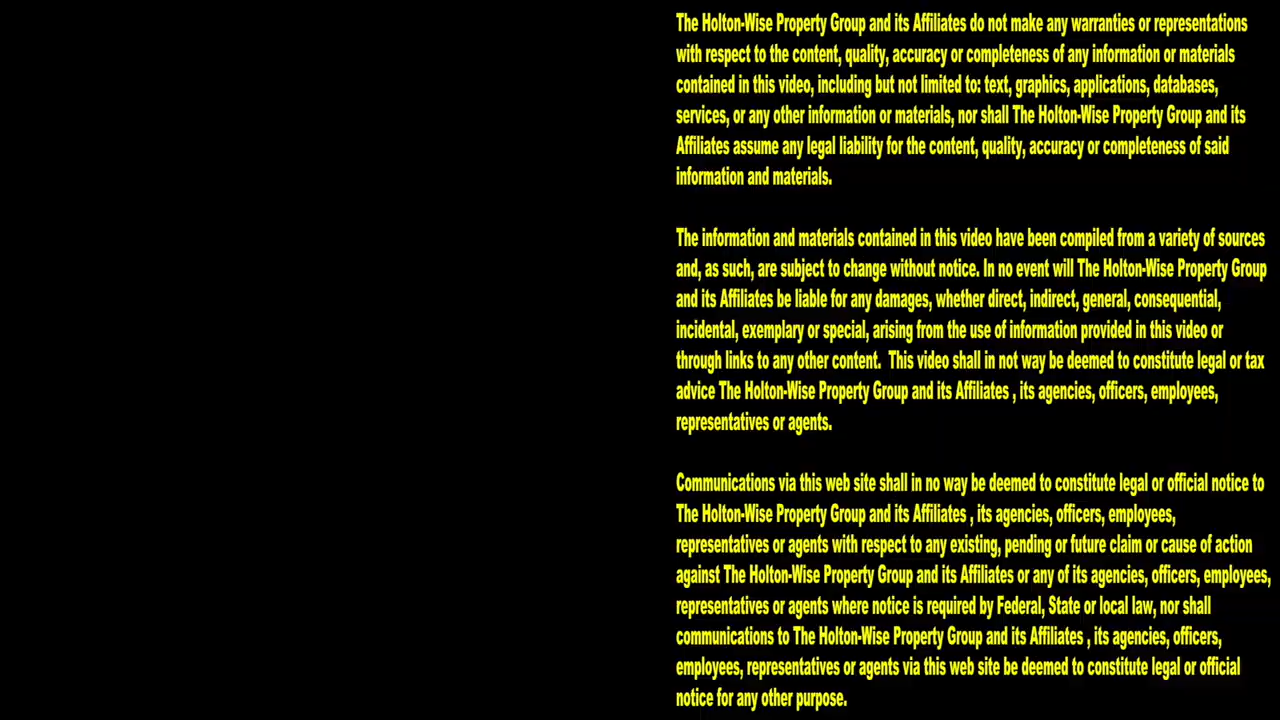 The Holton-Wise Property Group and its Affiliates do not make any warranties or representations
with respect to the content, quality, accuracy or completeness of any information or materials
contained in this video, including but not limited to: text, graphics, applications, databases,
services, or any other information or materials, nor shall The Holton-Wise Property Group and its
Affiliates assume any legal liability for the content, quality, accuracy or completeness of said
information and materials.
The information and materials contained in this video have been compiled from a variety of sources
and, as such, are subject to change without notice. In no event will The Holton-Wise Property Group
and its Affiliates be liable for any damages, whether direct, indirect, general, consequential,
incidental, exemplary or special, arising from the use of information provided in this video or
through links to any other content.  This video shall in not way be deemed to constitute legal or tax
advice The Holton-Wise Property Group and its Affiliates , its agencies, officers, employees,
representatives or agents.
Communications via this web site shall in no way be deemed to constitute legal or official notice to
The Holton-Wise Property Group and its Affiliates , its agencies, officers, employees,
representatives or agents with respect to any existing, pending or future claim or cause of action
against The Holton-Wise Property Group and its Affiliates or any of its agencies, officers, employees,
representatives or agents where notice is required by Federal, State or local law, nor shall
communications to The Holton-Wise Property Group and its Affiliates , its agencies, officers,
employees, representatives or agents via this web site be deemed to constitute legal or official
notice for any other purpose.